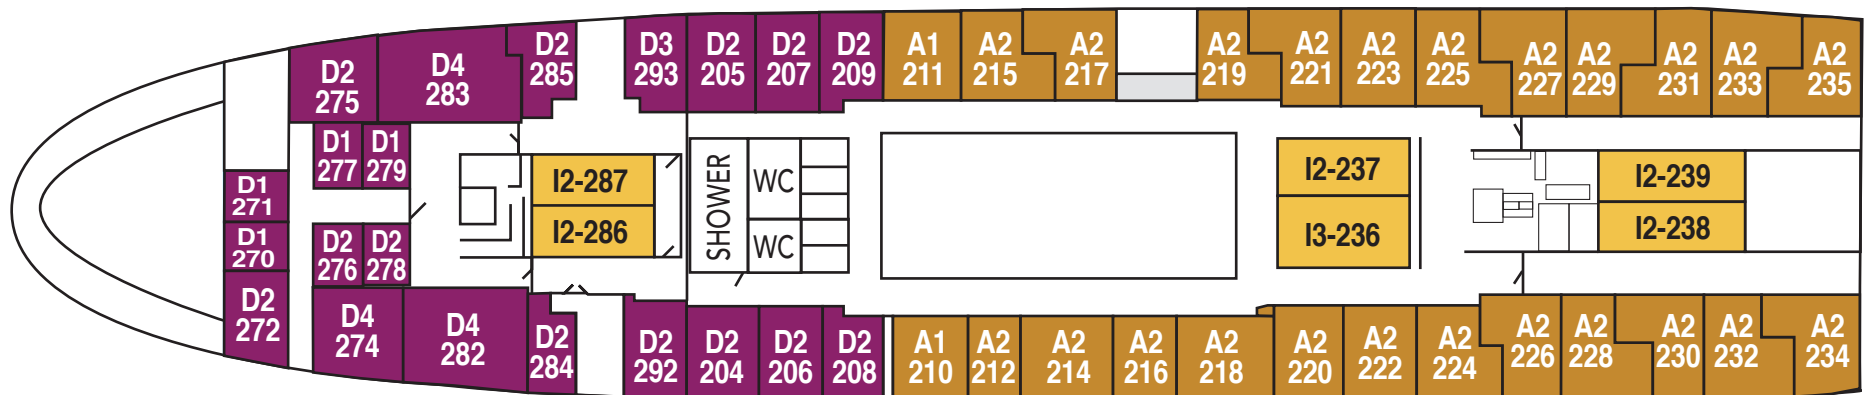 D2
275
D4
283
D2
285
D3
293
D2
205
D2
207
D2
209
A1
211
A2
215
A2
217
A2
219
A2
221
A2
223
A2
225
A2
227
A2
229
A2
231
A2
233
A2
235
D1
277
D1
279
D1
271
D1
270
D2
272
D2
276
D2
278
I2-287
I2-286
SHOWER
WC
WC
I2-237
I3-236
I2-239
I2-238
D4
274
D4
282
D2
284
D2
292
D2
204
D2
206
D2
208
A1
210
A2
212
A2
214
A2
216
A2
218
A2
220
A2
222
A2
224
A2
226
A2
228
A2
230
A2
232
A2
234